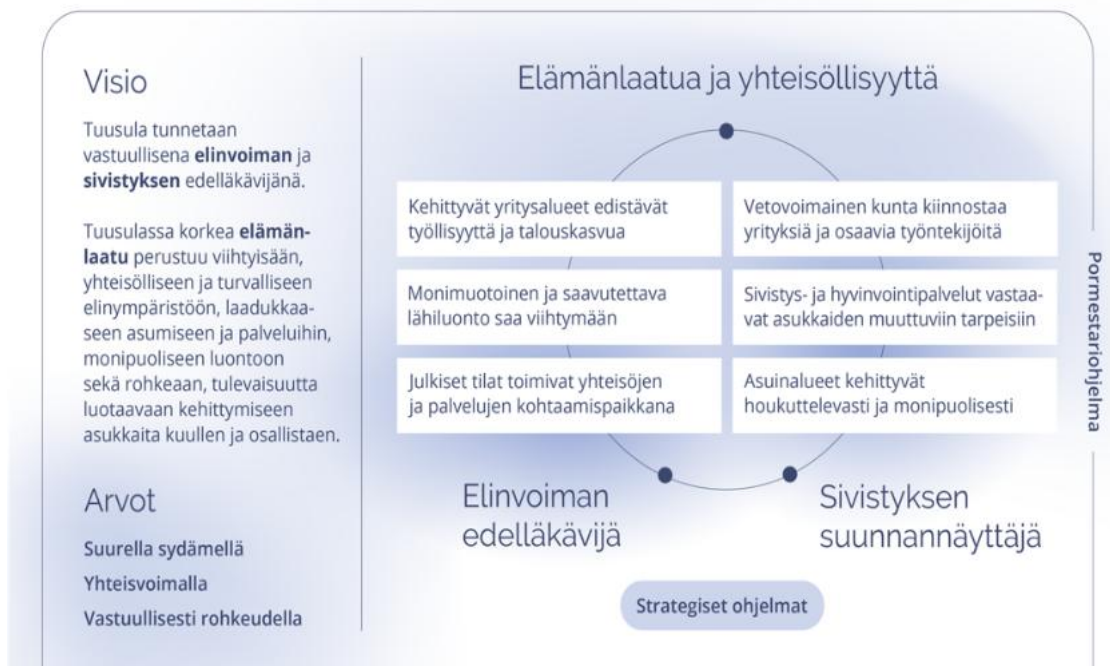 Visio
Tuusula tunnetaan
vastuullisena elinvoiman ja
sivistyksen edelläkävijänä.
Tuusulassa korkea elämän-
laatu perustuu viihtyisään,
yhteisölliseen ja turvalliseen
elinympäristöön, laadukkaa-
seen asumiseen ja palveluihin,
monipuoliseen luontoon
sekä rohkeaan, tulevaisuutta
luotaavaan kehittymiseen
asukkaita kuullen ja osallistaen.
Arvot
Suurella sydämellä
Yhteisvoimalla
Vastuullisesti rohkeudella
Elämänlaatua ja yhteisöllisyyttä
Kehittyvät yritysalueet edistävät
työllisyyttä ja talouskasvua
Vetovoimainen kunta kiinnostaa
yrityksiä ja osaavia työntekijöitä
Monimuotoinen ja saavutettava
lähiluonto saa viihtymään
Sivistys- ja hyvinvointipalvelut vastaa-
vat asukkaiden muuttuviin tarpeisiin
Julkiset tilat toimivat yhteisöjen
ja palvelujen kohtaamispaikkana
Asuinalueet kehittyvät
houkuttelevasti ja monipuolisesti
Elinvoiman
edelläkävijä
Sivistyksen
suunnannäyttäjä
Strategiset ohjelmat
Pormestariohjelma